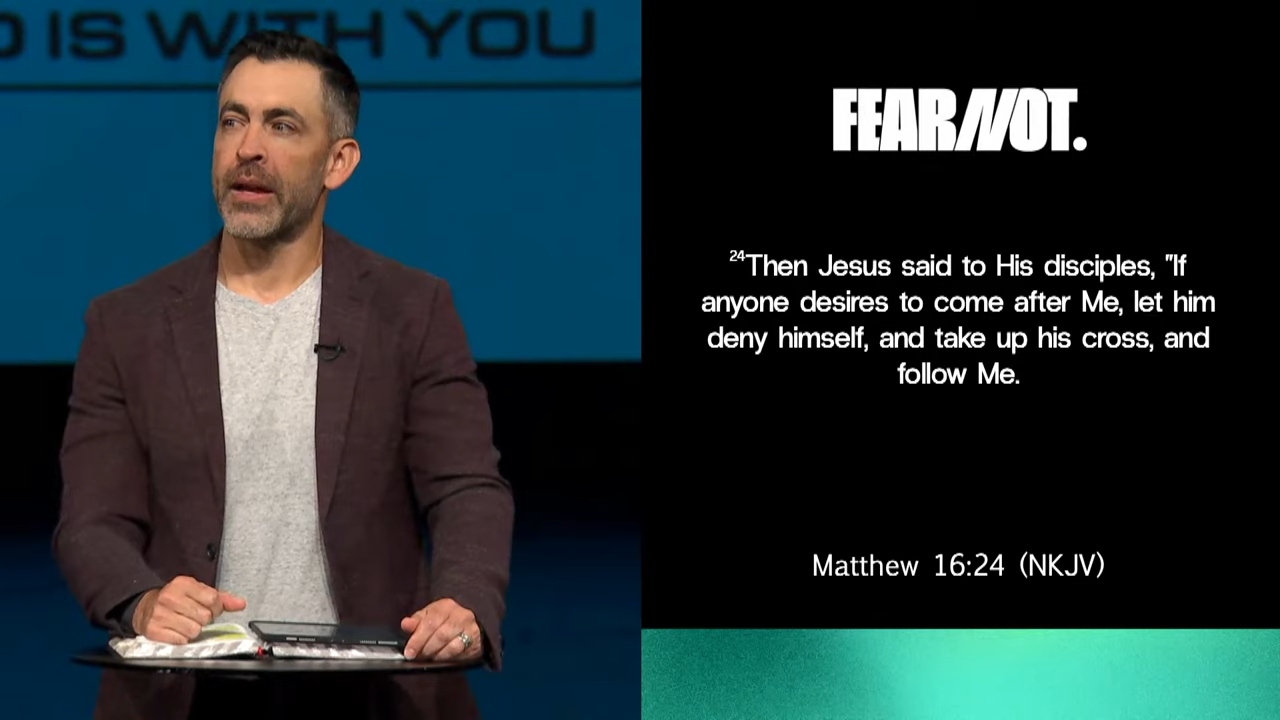 IS WITH YOU
FEAR NOT.
24Then Jesus said to His disciples, "If
anyone desires to come after Me, let him
deny himself, and take up his cross, and
follow Me.
Matthew 16:24 (NKJV)